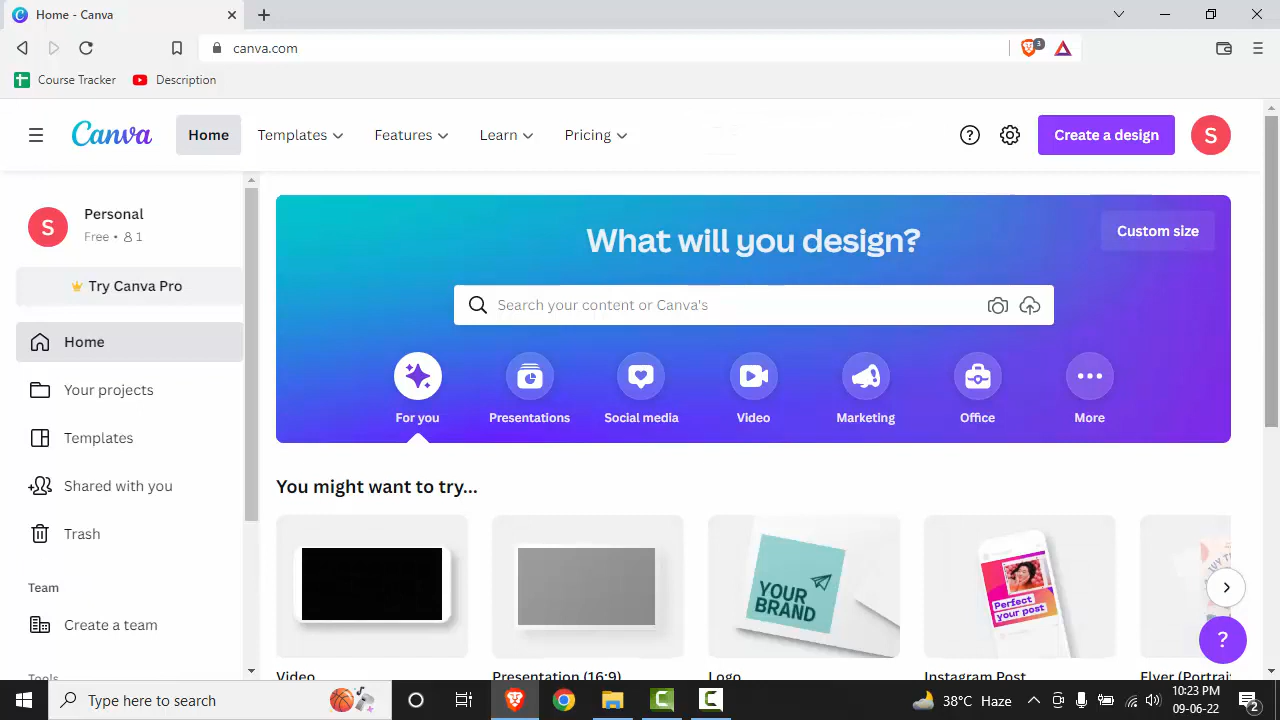 Home - Canva
canva.com
3
Course Tracker
Description
Canva
Home
Templates
Features
Learn
Pricing
Create a design
S
S
Personal
Free • 1
Try Canva Pro
Home
Your projects
Templates
Shared with you
Trash
Team
Create a team
Tools
What will you design?
Custom size
Search your content or Canva's
For you
Presentations
Social media
Video
Marketing
Office
More
You might want to try...
YOUR
BRAND
Perfect
your post
Video
Presentation (16:9)
Logo
Instagram Post
Flyer (Portrai
?
Type here to search
38°C Haze
10:23 PM
09-06-22
2